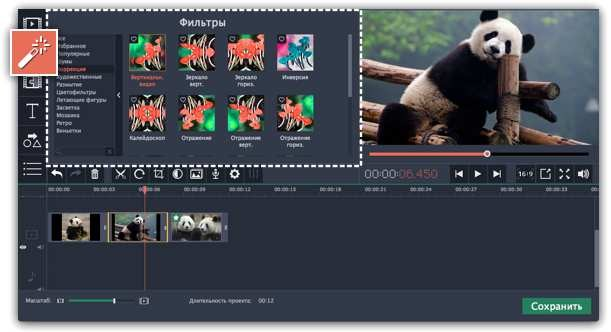 Фильтры
Все
Избранное
Популярные
Шумы
Коррекция
Художественные
Размытие
Цветофильтры
Летающие фигуры
Засветка
Мозаика
Ретро
Виньетки
Вертикальн. видео
Зеркало верт.
Зеркало гориз.
Инверсия
Калейдоскоп
Отражение
Отражение верт.
Отражение гориз.
00:00:06.450
16:9
00:00:00
00:00:03
00:00:06
00:00:09
00:00:12
00:00:15
00:00:18
00:00:21
00:00:24
00:00:27
00:00:30
Масштаб:
Длительность проекта:
00:12
Сохранить